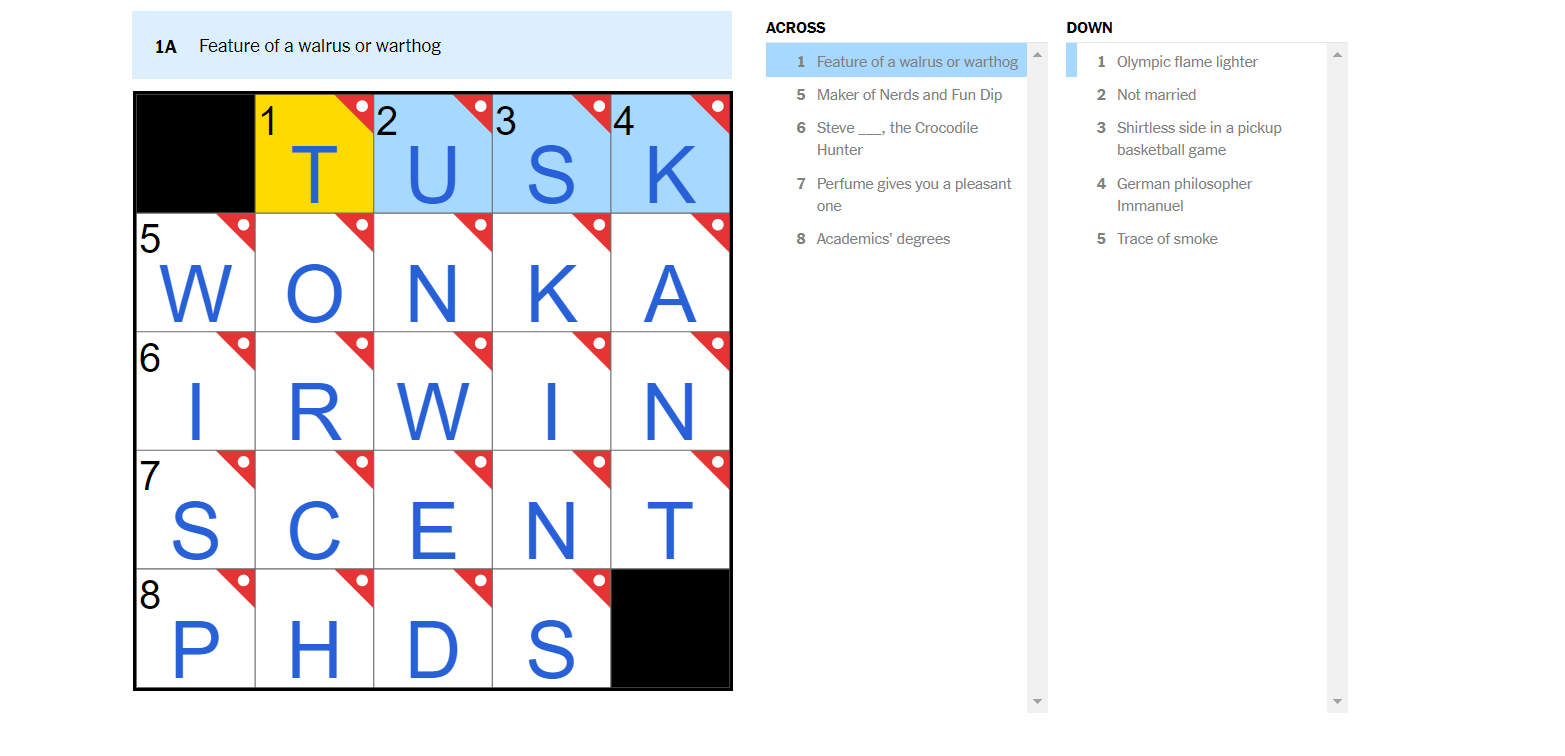 1A Feature of a walrus or warthog
1 2 3 4
T U S K
5
W O N K A
6
I R W I N
7
S C E N T
8
P H D S
ACROSS
1 Feature of a walrus or warthog
5 Maker of Nerds and Fun Dip
6 Steve ___, the Crocodile
Hunter
7 Perfume gives you a pleasant
one
8 Academics' degrees
DOWN
1 Olympic flame lighter
2 Not married
3 Shirtless side in a pickup
basketball game
4 German philosopher
Immanuel
5 Trace of smoke